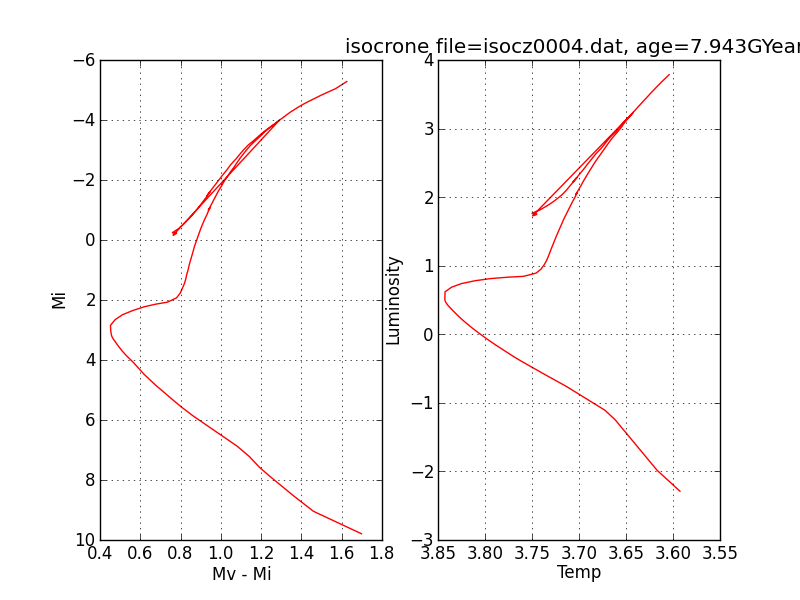 isocrone file=isocz0004.dat, age=7.943GYear
−6
−4
−2
0
2
4
6
8
10
Mi
0.4 0.6 0.8 1.0 1.2 1.4 1.6 1.8
Mv - Mi
4
3
2
1
0
−1
−2
−3
Luminosity
3.85 3.80 3.75 3.70 3.65 3.60 3.55
Temp